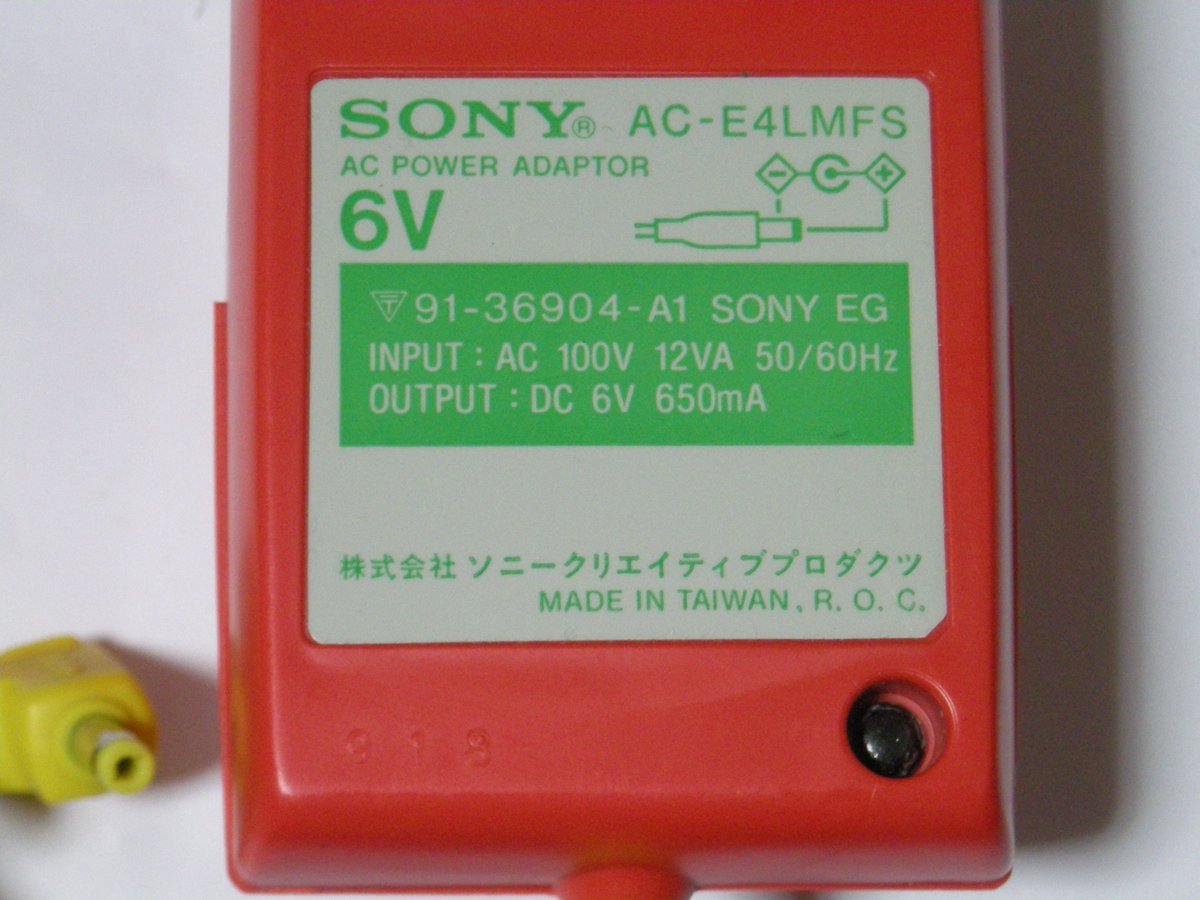 SONY® AC-E4LMFS
AC POWER ADAPTOR
6V
91-36904-A1 SONY EG
INPUT : AC 100V 12VA 50/60Hz
OUTPUT : DC 6V 650mA
株式会社 ソニークリエイティブプロダクツ
MADE IN TAIWAN, R. O. C.